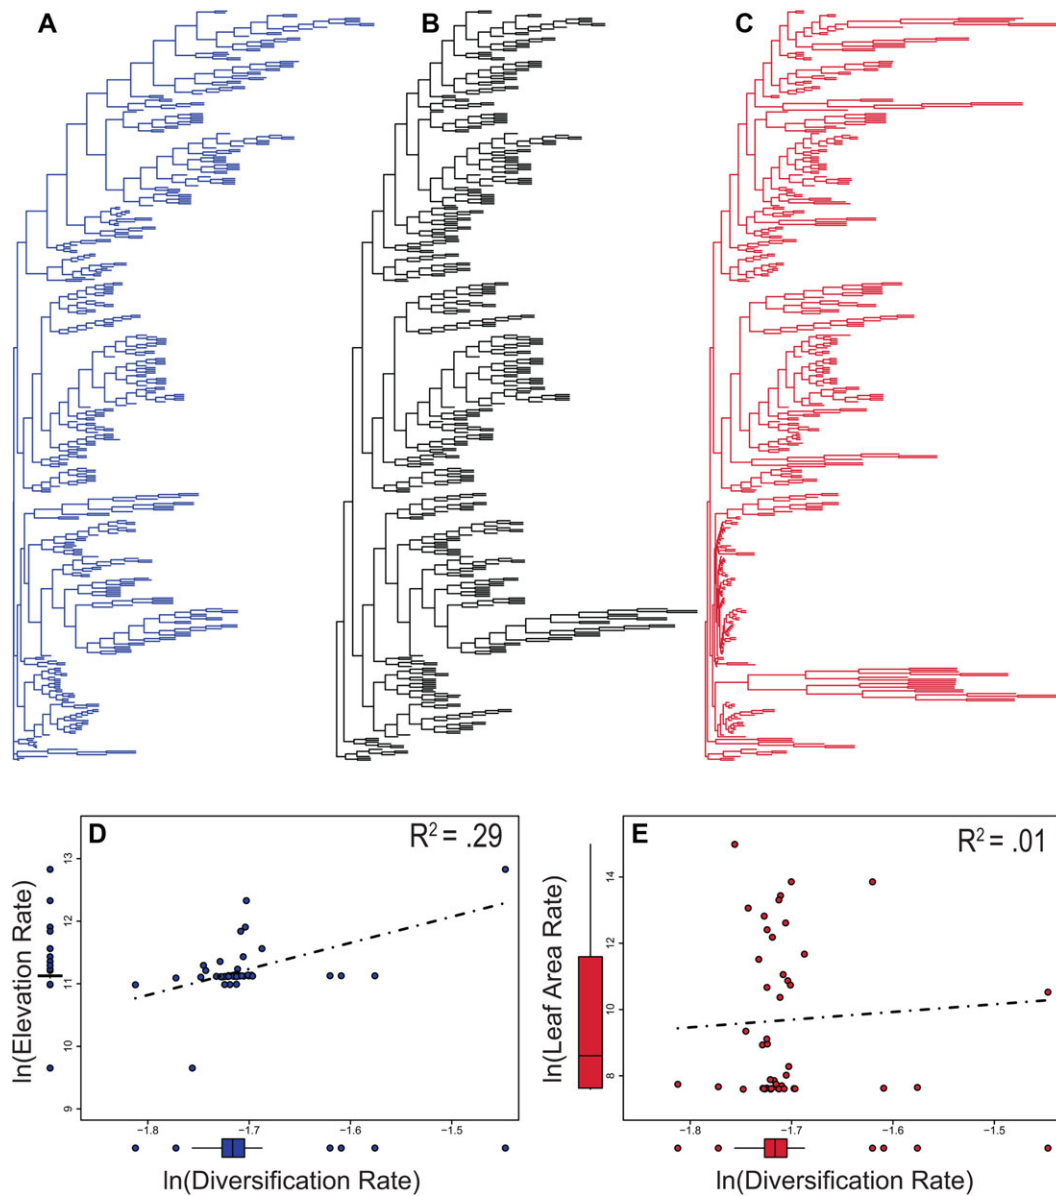 A B C
D R² = .29
ln(Elevation Rate)
13
12
11
10
9
−1.8 −1.7 −1.6 −1.5
ln(Diversification Rate)
E R² = .01
ln(Leaf Area Rate)
14
12
10
8
−1.8 −1.7 −1.6 −1.5
ln(Diversification Rate)